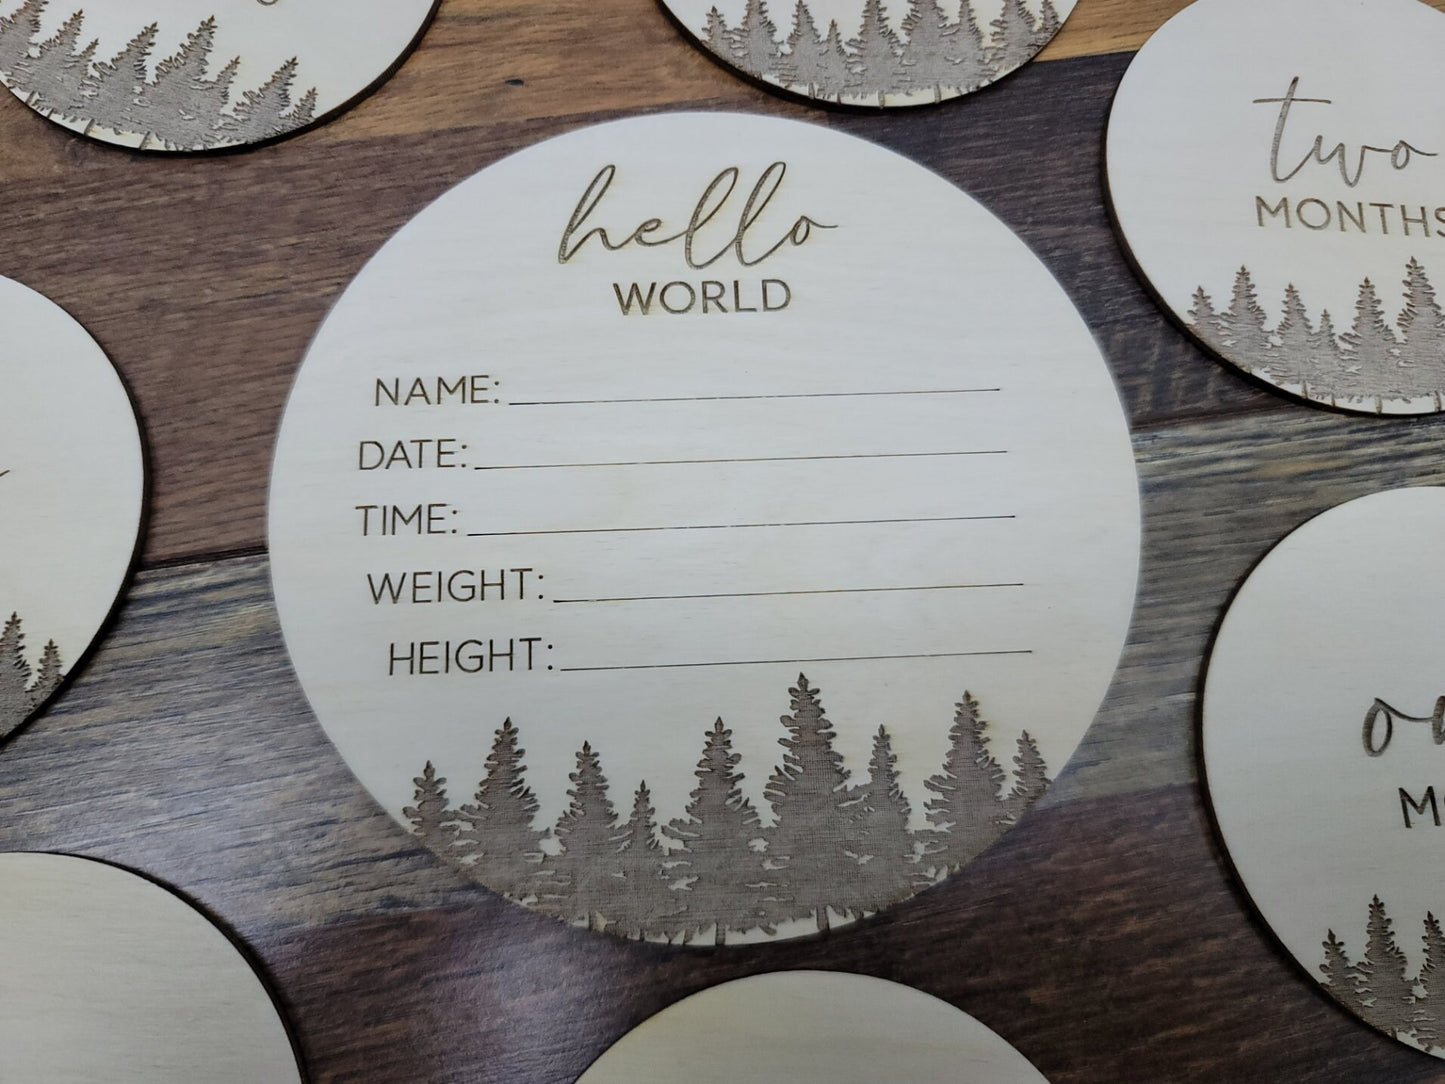 hello
WORLD
NAME:
DATE:
TIME:
WEIGHT:
HEIGHT:
two
MONTHS